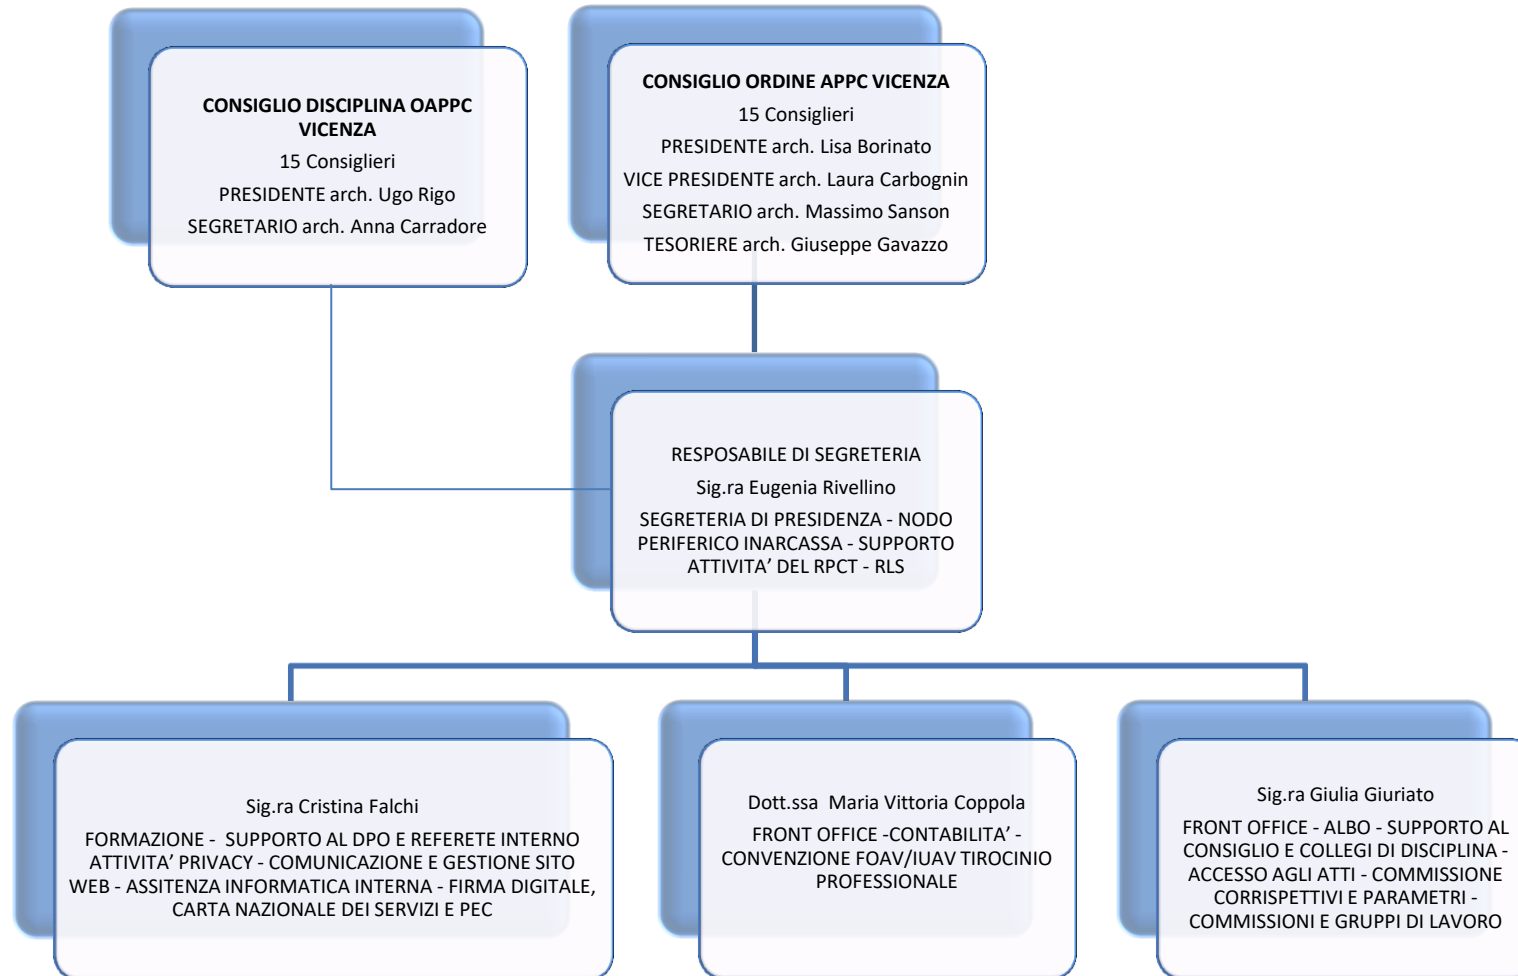 CONSIGLIO DISCIPLINA OAPPC
VICENZA
15 Consiglieri
PRESIDENTE arch. Ugo Rigo
SEGRETARIO arch. Anna Carradore
CONSIGLIO ORDINE APPC VICENZA
15 Consiglieri
PRESIDENTE arch. Lisa Borinato
VICE PRESIDENTE arch. Laura Carbognin
SEGRETARIO arch. Massimo Sanson
TESORIERE arch. Giuseppe Gavazzo
RESPOSABILE DI SEGRETERIA
Sig.ra Eugenia Rivellino
SEGRETERIA DI PRESIDENZA - NODO
PERIFERICO INARCASSA - SUPPORTO
ATTIVITA’ DEL RPCT - RLS
Sig.ra Cristina Falchi
FORMAZIONE - SUPPORTO AL DPO E REFERETE INTERNO
ATTIVITA’ PRIVACY - COMUNICAZIONE E GESTIONE SITO
WEB - ASSITENZA INFORMATICA INTERNA - FIRMA DIGITALE,
CARTA NAZIONALE DEI SERVIZI E PEC
Dott.ssa Maria Vittoria Coppola
FRONT OFFICE -CONTABILITA’ -
CONVENZIONE FOAV/IUAV TIROCINIO
PROFESSIONALE
Sig.ra Giulia Giuriato
FRONT OFFICE - ALBO - SUPPORTO AL
CONSIGLIO E COLLEGI DI DISCIPLINA -
ACCESSO AGLI ATTI - COMMISSIONE
CORRISPETTIVI E PARAMETRI -
COMMISSIONI E GRUPPI DI LAVORO